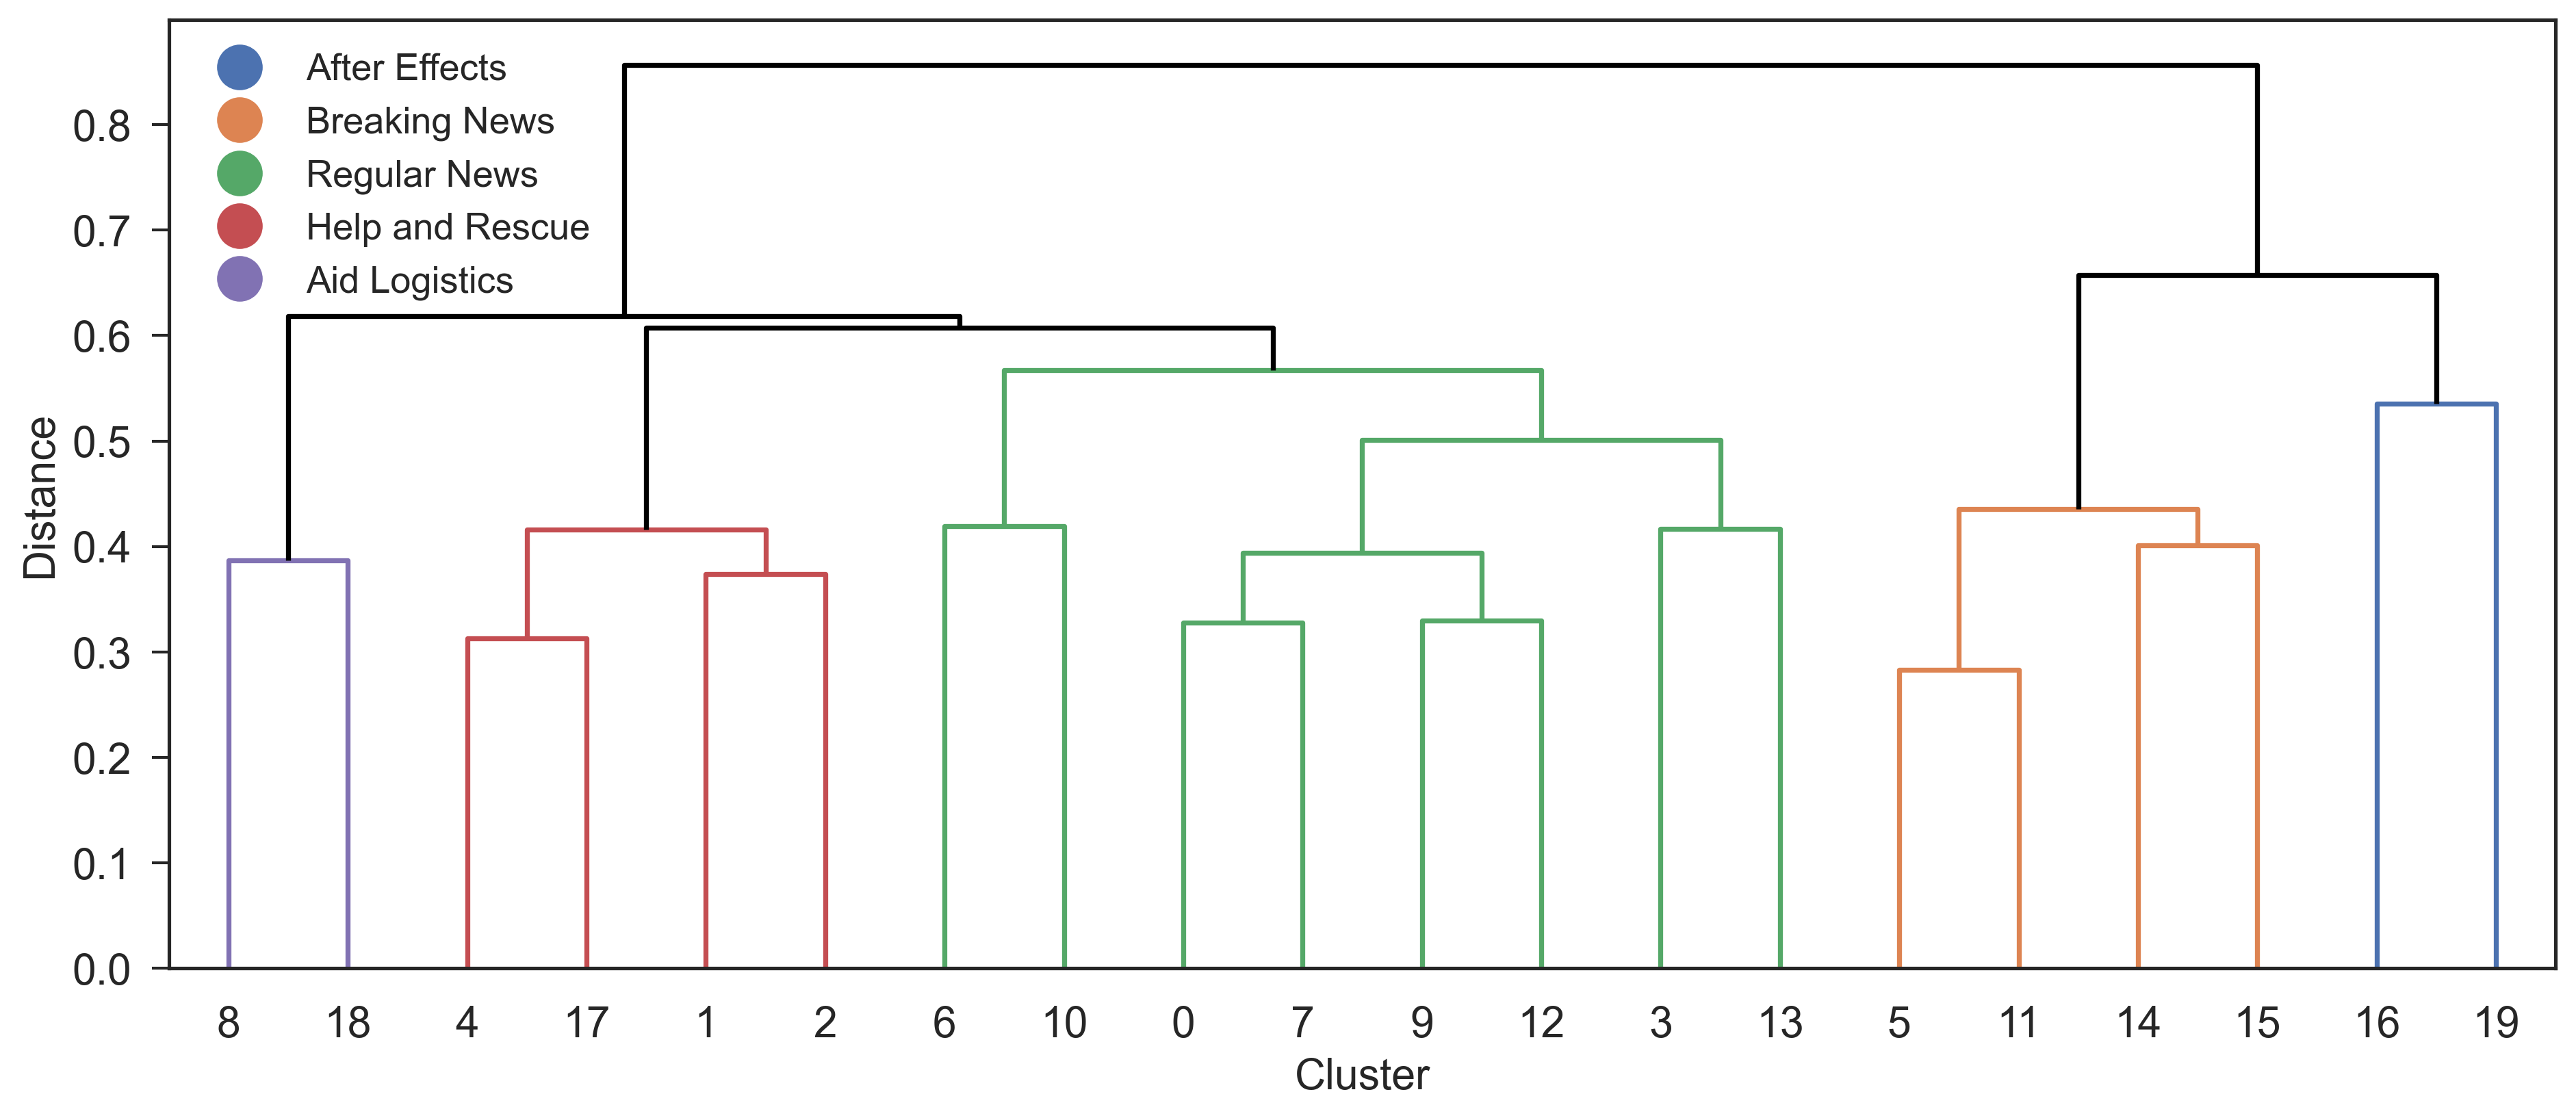 After Effects
Breaking News
Regular News
Help and Rescue
Aid Logistics
Distance
0.8
0.7
0.6
0.5
0.4
0.3
0.2
0.1
0.0
8 18 4 17 1 2 6 10 0 7 9 12 3 13 5 11 14 15 16 19
Cluster